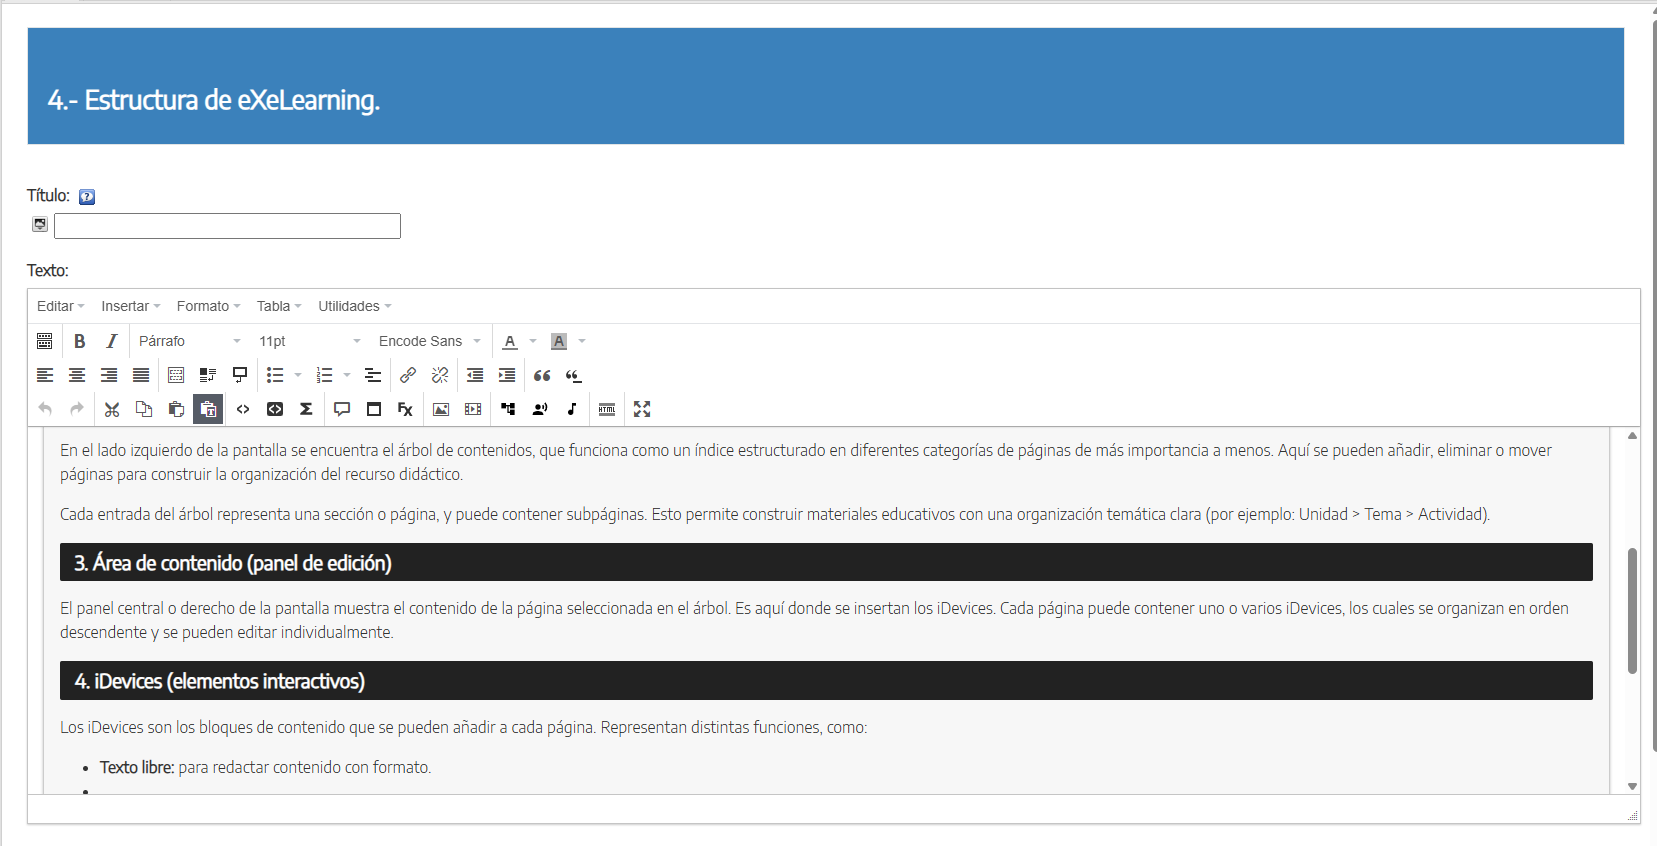 4.- Estructura de eXeLearning.
Título:
Texto:
Editar Insertar Formato Tabla Utilidades
B I Párrafo 11pt Encode Sans A A
Fx HTML
En el lado izquierdo de la pantalla se encuentra el árbol de contenidos, que funciona como un índice estructurado en diferentes categorías de páginas de más importancia a menos. Aquí se pueden añadir, eliminar o mover
páginas para construir la organización del recurso didáctico.
Cada entrada del árbol representa una sección o página, y puede contener subpáginas. Esto permite construir materiales educativos con una organización temática clara (por ejemplo: Unidad > Tema > Actividad).
3. Área de contenido (panel de edición)
El panel central o derecho de la pantalla muestra el contenido de la página seleccionada en el árbol. Es aquí donde se insertan los iDevices. Cada página puede contener uno o varios iDevices, los cuales se organizan en orden
descendente y se pueden editar individualmente.
4. iDevices (elementos interactivos)
Los iDevices son los bloques de contenido que se pueden añadir a cada página. Representan distintas funciones, como:
• Texto libre: para redactar contenido con formato.